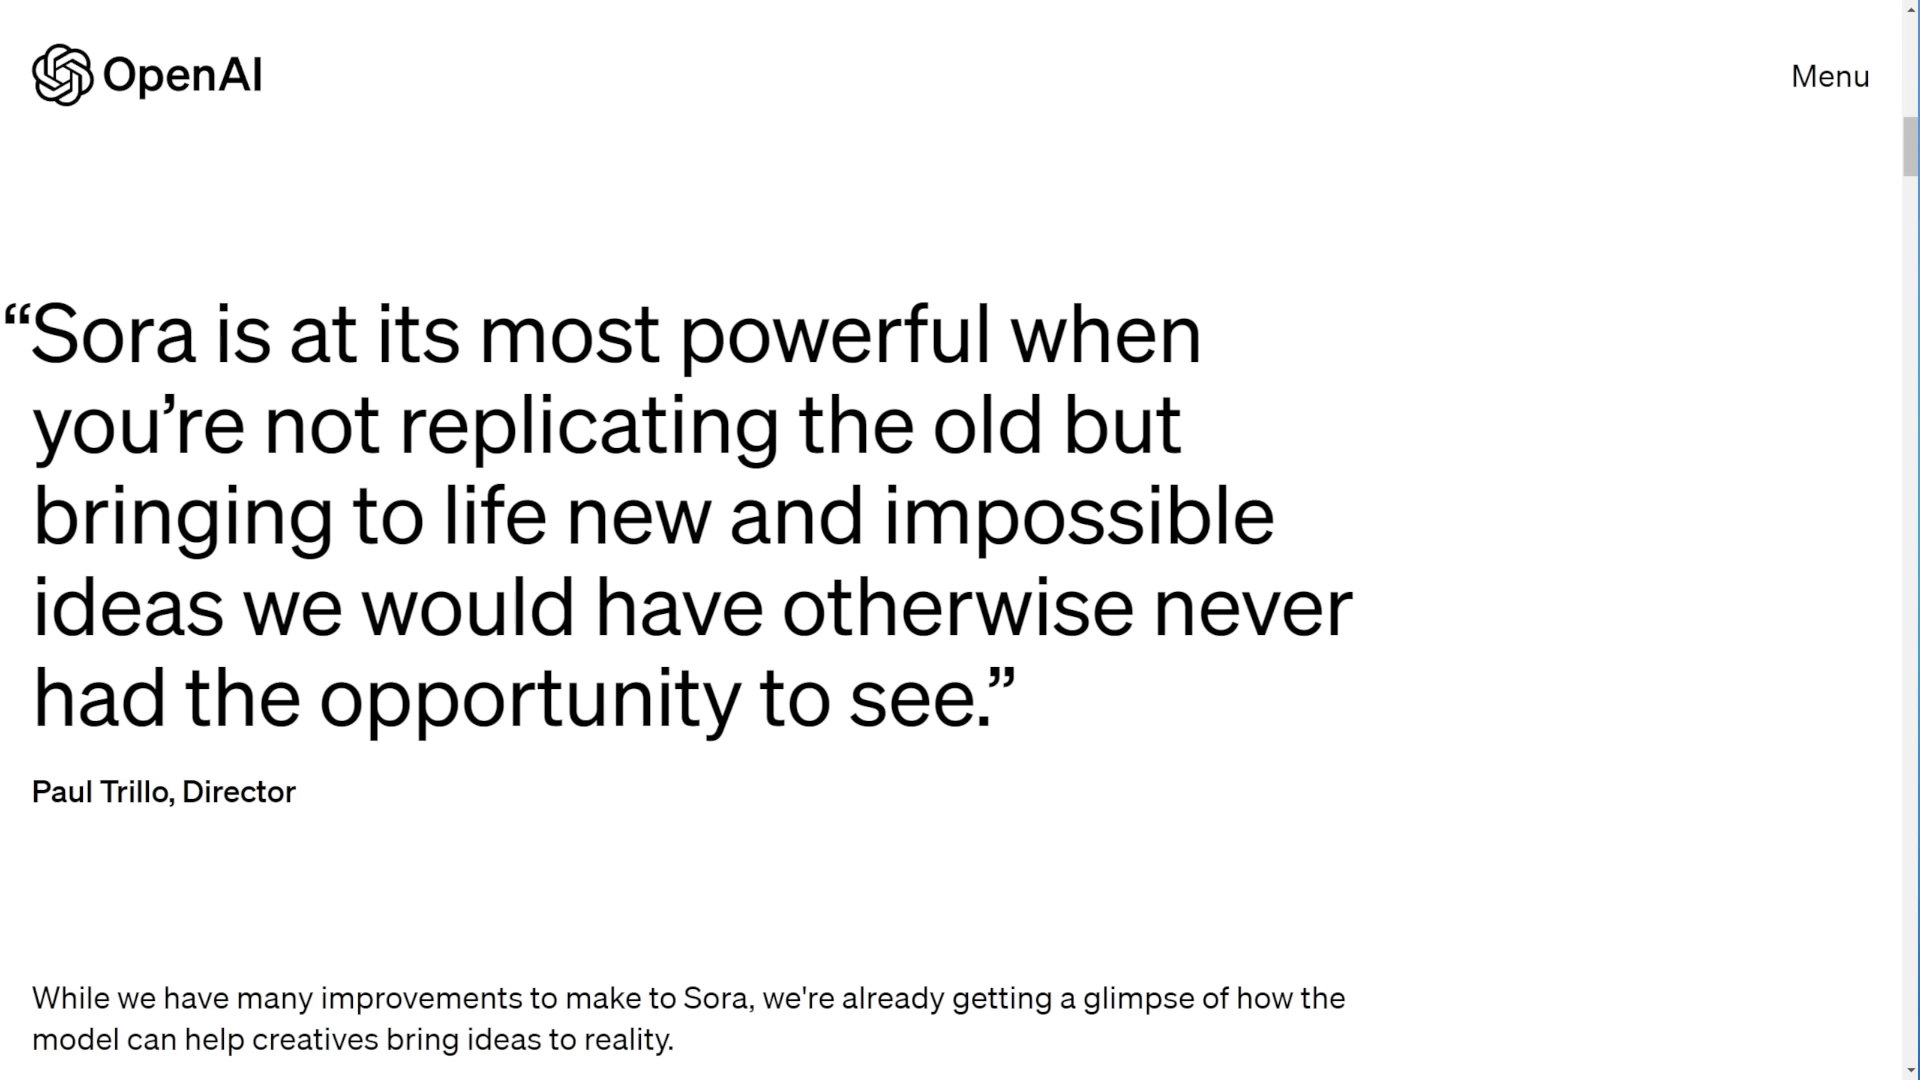 OpenAI
Menu
“Sora is at its most powerful when
you’re not replicating the old but
bringing to life new and impossible
ideas we would have otherwise never
had the opportunity to see.”
Paul Trillo, Director
While we have many improvements to make to Sora, we're already getting a glimpse of how the
model can help creatives bring ideas to reality.